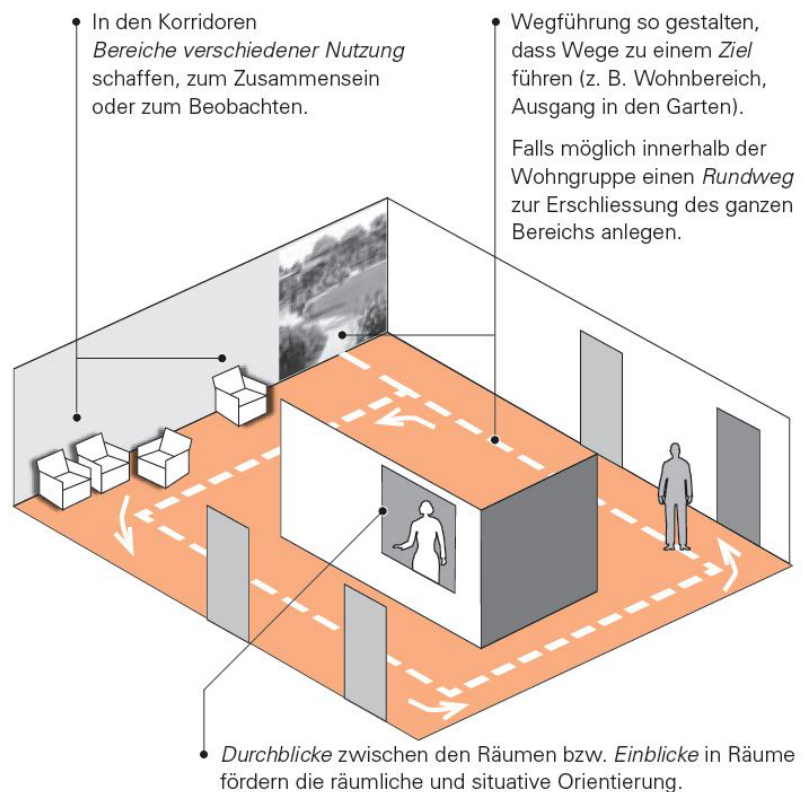 In den Korridoren
Bereiche verschiedener Nutzung
schaffen, zum Zusammensein
oder zum Beobachten.
Wegführung so gestalten,
dass Wege zu einem Ziel
führen (z. B. Wohnbereich,
Ausgang in den Garten).
Falls möglich innerhalb der
Wohngruppe einen Rundweg
zur Erschliessung des ganzen
Bereichs anlegen.
Durchblicke zwischen den Räumen bzw. Einblicke in Räume
fördern die räumliche und situative Orientierung.